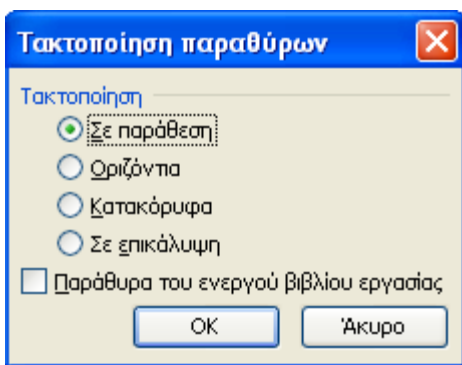 Τακτοποίηση παραθύρων
Τακτοποίηση
Σε παράθεση
Οριζόντια
Κατακόρυφα
Σε επικάλυψη
Παράθυρα του ενεργού βιβλίου εργασίας
OK
Άκυρο